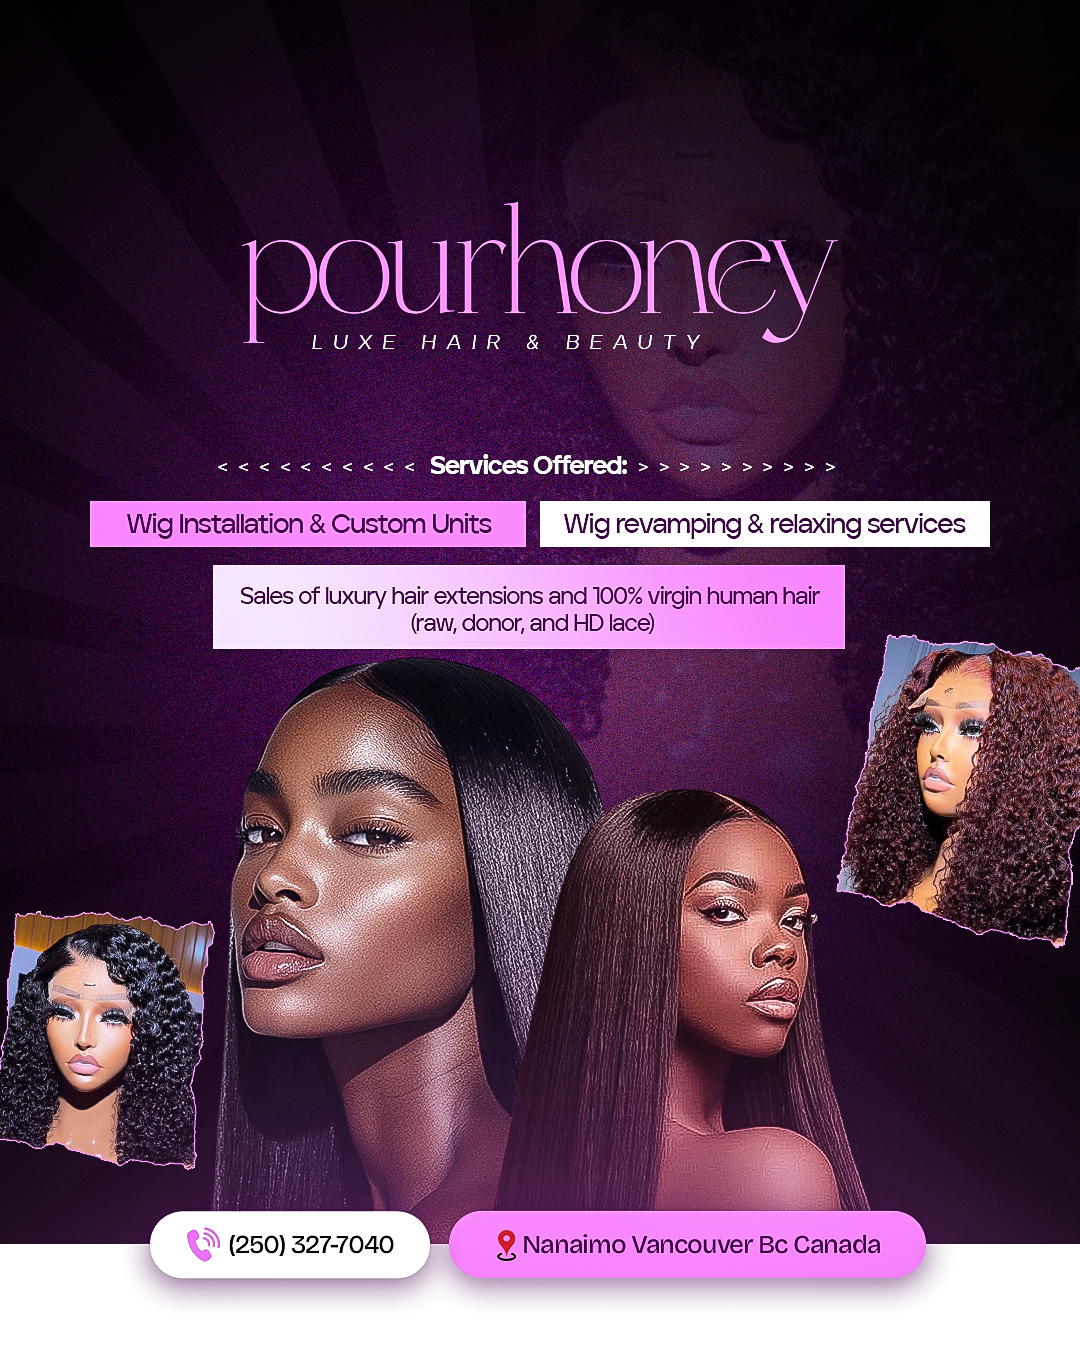 pourhoney
LUXE HAIR & BEAUTY
< < < < < < < < < < Services Offered: > > > > > > > > > >
Wig Installation & Custom Units
Wig revamping & relaxing services
Sales of luxury hair extensions and 100% virgin human hair
(raw, donor, and HD lace)
(250) 327-7040
Nanaimo Vancouver Bc Canada